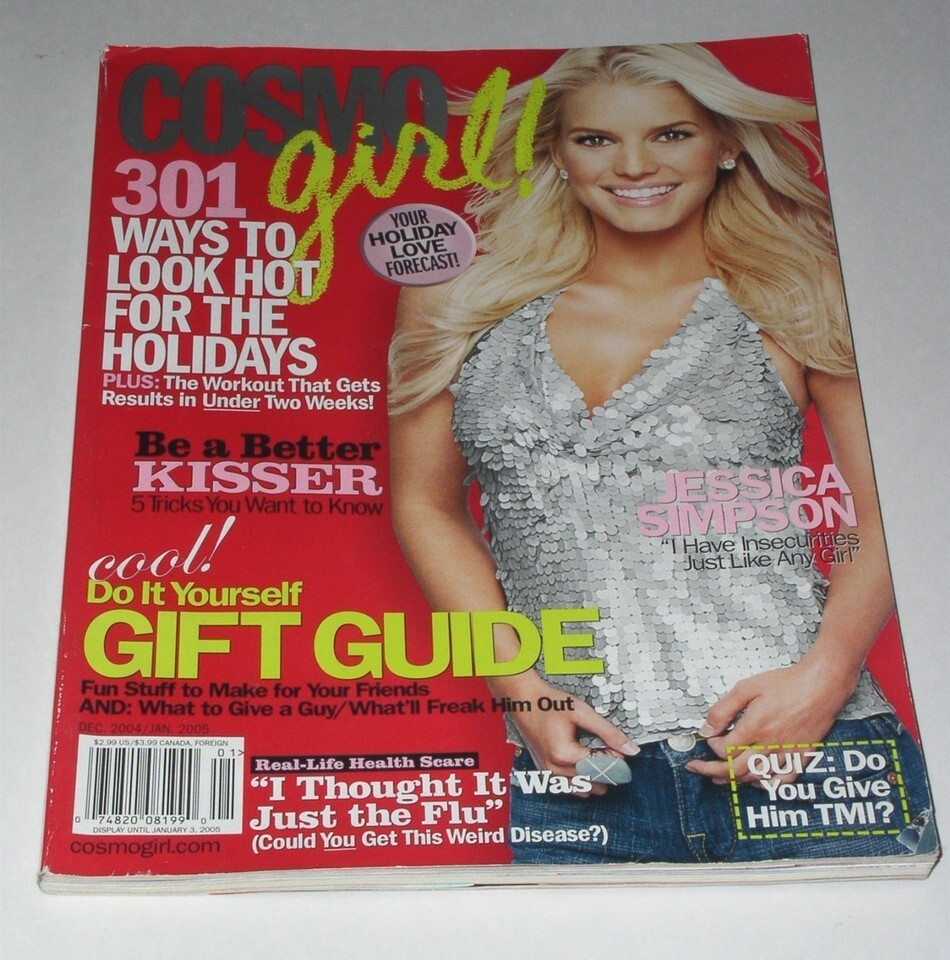 COSMO
girl!
301
WAYS TO
LOOK HOT
FOR THE
HOLIDAYS
PLUS: The Workout That Gets
Results in Under Two Weeks!
YOUR
HOLIDAY
LOVE
FORECAST!
Be a Better
KISSER
5 Tricks You Want to Know
JESSICA
SIMPSON
"I Have Insecurities
Just Like Any Girl"
cool!
Do It Yourself
GIFT GUIDE
Fun Stuff to Make for Your Friends
AND: What to Give a Guy/What'll Freak Him Out
DEC. 2004/JAN. 2005
$2.99 US/$3.99 CANADA, FOREIGN
0 1>
0 74820 08199 0
DISPLAY UNTIL JANUARY 3, 2005
cosmogirl.com
Real-Life Health Scare
"I Thought It Was
Just the Flu"
(Could You Get This Weird Disease?)
QUIZ: Do
You Give
Him TMI?